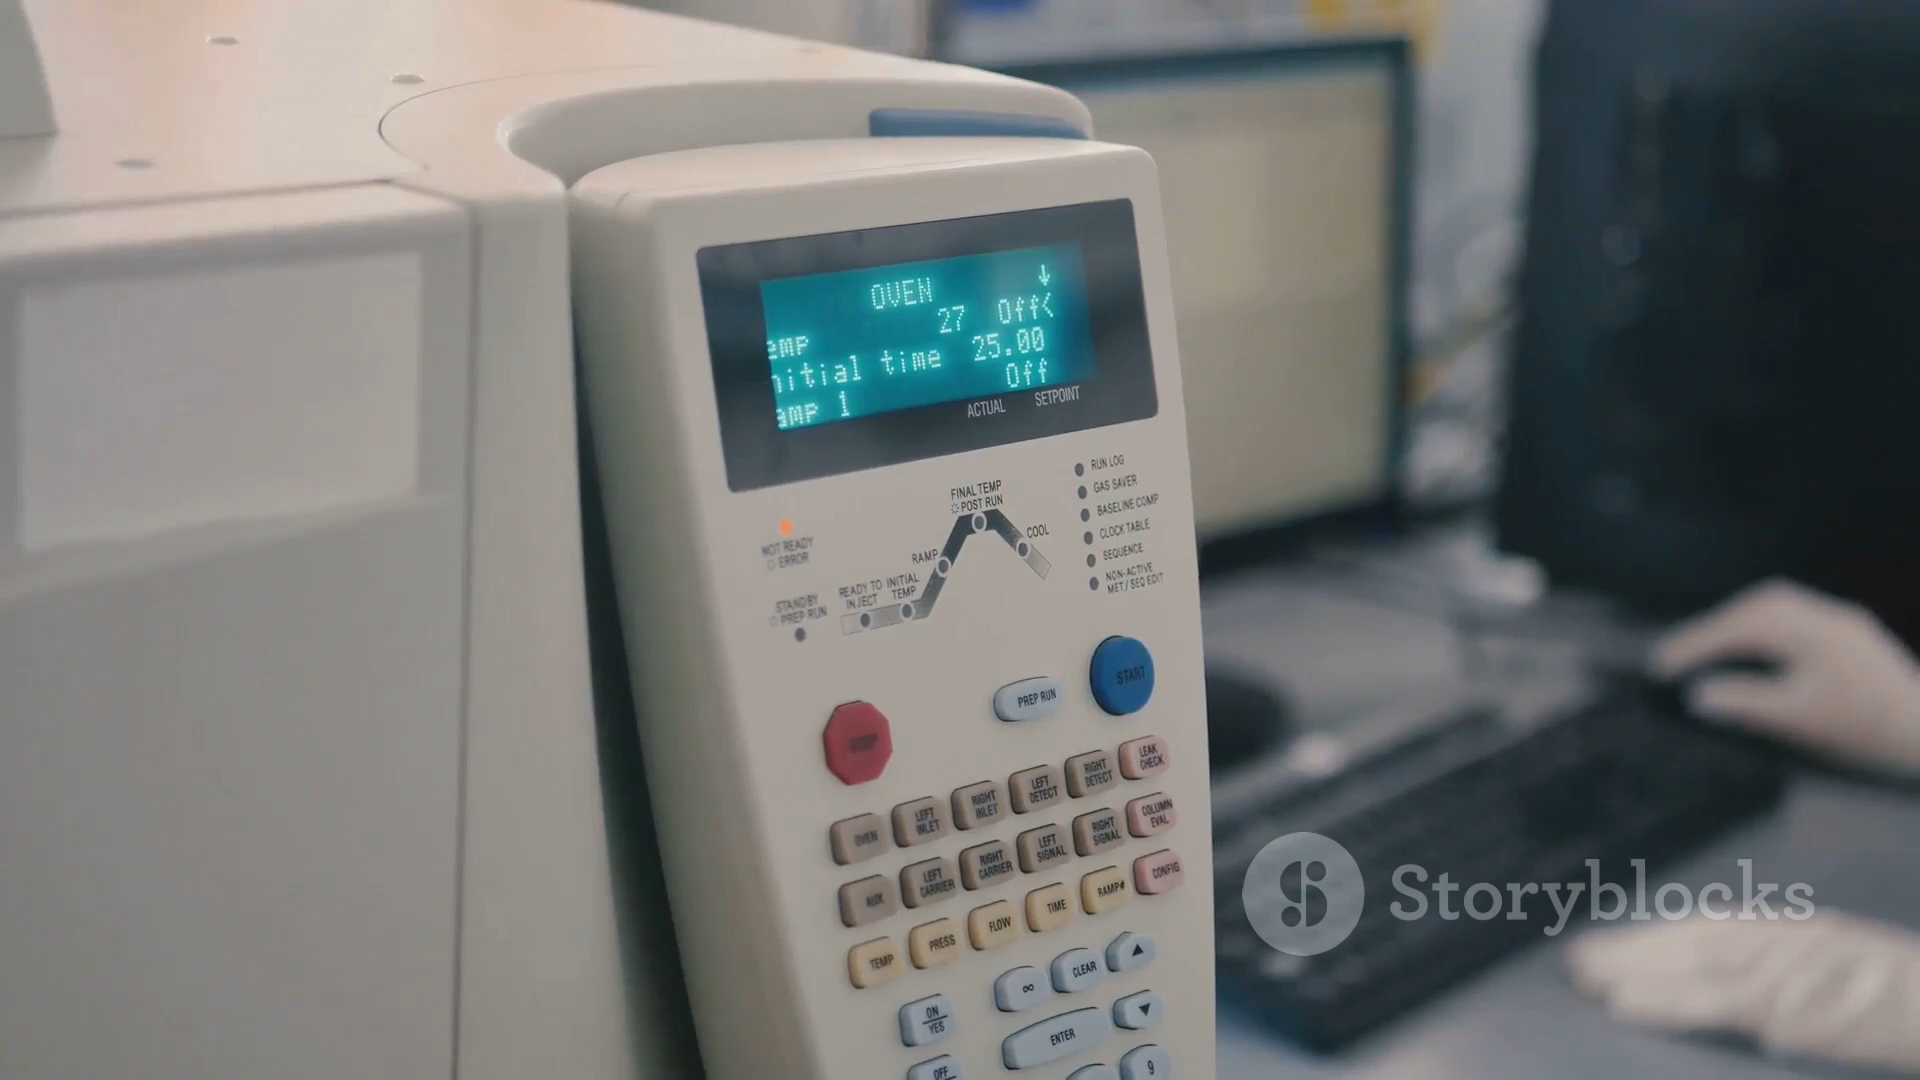 OVEN ↓
emp 27 Off<
nitial time 25.00
amp 1 Off
ACTUAL SETPOINT
RUN LOG
GAS SAVER
BASELINE COMP
CLOCK TABLE
SEQUENCE
NON-ACTIVE
MET / SEQ EDIT
FINAL TEMP
POST RUN
COOL
RAMP
NOT READY
ERROR
READY TO INJECT
INITIAL TEMP
STANDBY
PREP RUN
PREP RUN
START
STOP
OVEN
LEFT INLET
RIGHT INLET
LEFT DETECT
RIGHT DETECT
LEAK CHECK
AUX
LEFT CARRIER
RIGHT CARRIER
LEFT SIGNAL
RIGHT SIGNAL
COLUMN EVAL
TEMP
PRESS
FLOW
TIME
RAMP#
CONFIG
ON/YES
∞
CLEAR
▲
ENTER
▼
OFF
9
Storyblocks